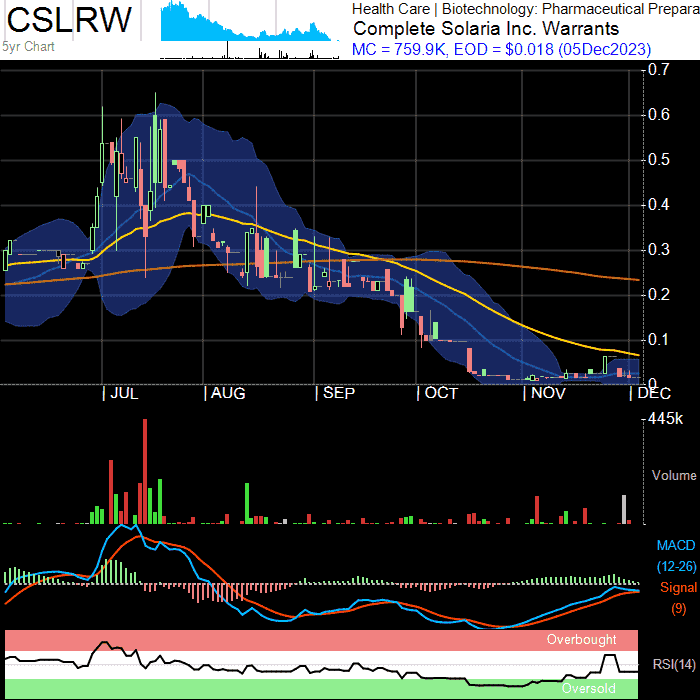 CSLRW
5yr Chart
Health Care | Biotechnology: Pharmaceutical Prepara
Complete Solaria Inc. Warrants
MC = 759.9K, EOD = $0.018 (05Dec2023)
0.7
0.6
0.5
0.4
0.3
0.2
0.1
0
JUL AUG SEP OCT NOV DEC
445k
Volume
MACD
(12-26)
Signal
(9)
Overbought
RSI(14)
Oversold